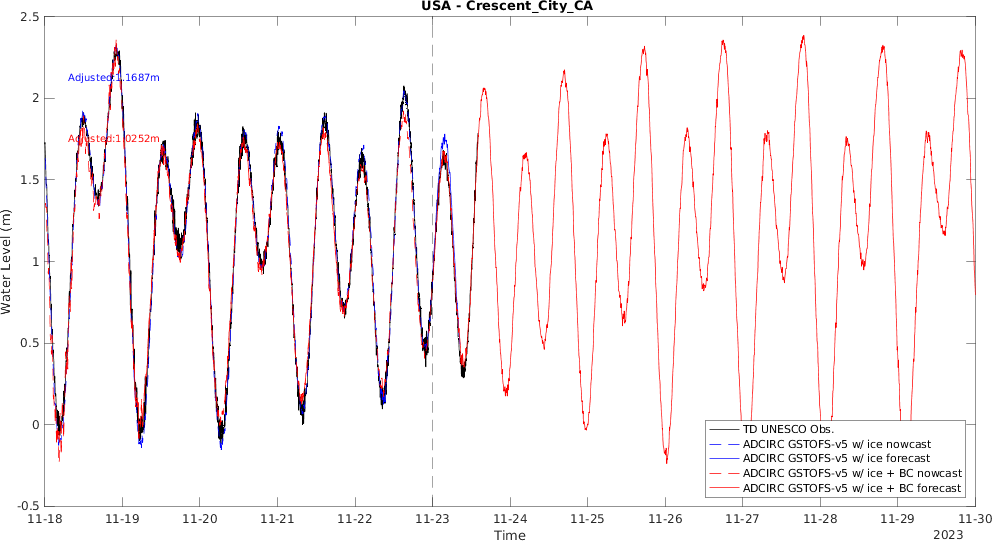 USA - Crescent_City_CA
2.5
2
1.5
1
0.5
0
-0.5
Water Level (m)
Adjusted:1.1687m
Adjusted:1.0252m
TD UNESCO Obs.
ADCIRC GSTOFS-v5 w/ ice nowcast
ADCIRC GSTOFS-v5 w/ ice forecast
ADCIRC GSTOFS-v5 w/ ice + BC nowcast
ADCIRC GSTOFS-v5 w/ ice + BC forecast
11-18 11-19 11-20 11-21 11-22 11-23 11-24 11-25 11-26 11-27 11-28 11-29 11-30
Time
2023